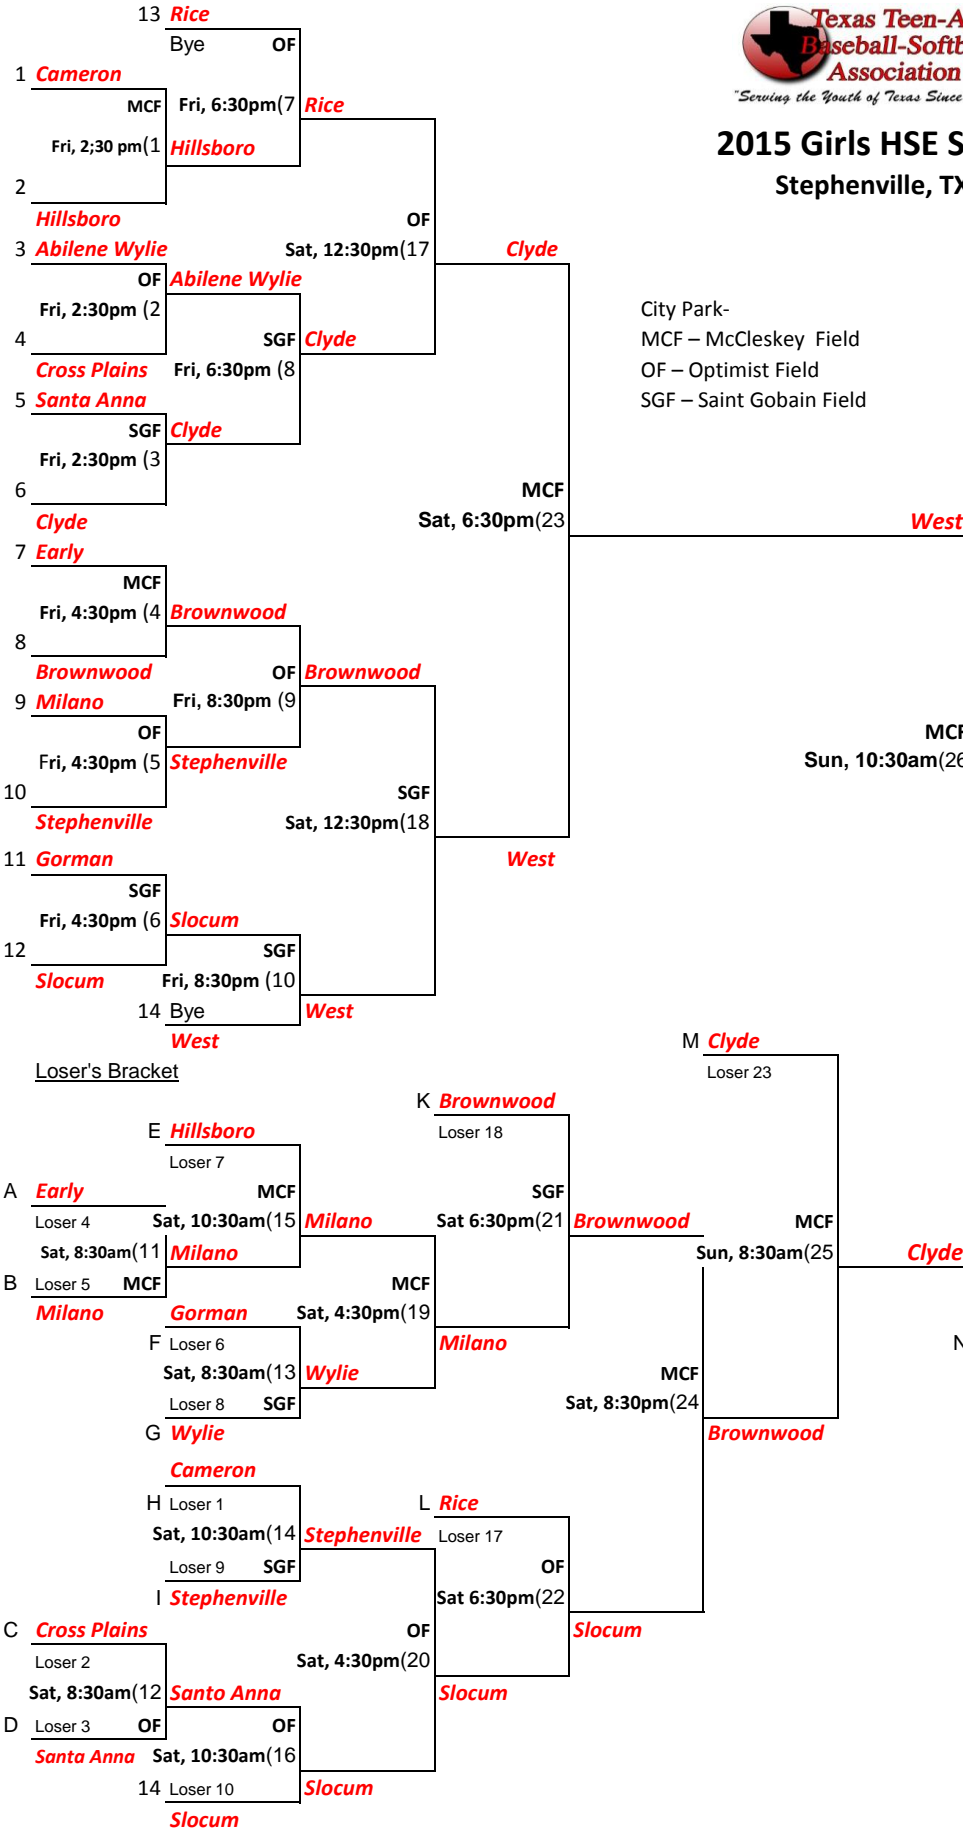 13 Rice
Bye OF
Texas Teen-A
Baseball-Softb
Association
"Serving the Youth of Texas Since
1 Cameron
MCF
Fri, 6:30pm(7 Rice
Fri, 2;30 pm(1 Hillsboro
2015 Girls HSE S
2
Stephenville, TX
Hillsboro
OF
3 Abilene Wylie
Sat, 12:30pm(17 Clyde
OF Abilene Wylie
Fri, 2:30pm (2
City Park-
4
SGF Clyde
MCF – McCleskey Field
Cross Plains
Fri, 6:30pm (8
OF – Optimist Field
5 Santa Anna
SGF – Saint Gobain Field
SGF Clyde
Fri, 2:30pm (3
6
MCF
Clyde
Sat, 6:30pm(23 West
7 Early
MCF
Fri, 4:30pm (4 Brownwood
8
Brownwood
OF Brownwood
9 Milano
Fri, 8:30pm (9
OF
MCF
Fri, 4:30pm (5 Stephenville
Sun, 10:30am(26
10
SGF
Stephenville
Sat, 12:30pm(18
11 Gorman
West
SGF
Fri, 4:30pm (6 Slocum
12
SGF
Slocum
Fri, 8:30pm (10
14 Bye
West
West
M Clyde
Loser's Bracket
Loser 23
K Brownwood
E Hillsboro
Loser 18
Loser 7
A Early
MCF
SGF
Loser 4
Sat, 10:30am(15 Milano
Sat 6:30pm(21 Brownwood
MCF
Sat, 8:30am(11 Milano
Sun, 8:30am(25 Clyde
B Loser 5 MCF
MCF
Milano
Gorman
Sat, 4:30pm(19
F Loser 6
Milano
N
Sat, 8:30am(13 Wylie
MCF
Loser 8 SGF
Sat, 8:30pm(24
G Wylie
Brownwood
Cameron
H Loser 1
L Rice
Sat, 10:30am(14 Stephenville
Loser 17
Loser 9 SGF
OF
I Stephenville
Sat 6:30pm(22
C Cross Plains
OF
Slocum
Loser 2
Sat, 4:30pm(20
Sat, 8:30am(12 Santo Anna
Slocum
D Loser 3 OF
OF
Santa Anna
Sat, 10:30am(16
14 Loser 10
Slocum
Slocum